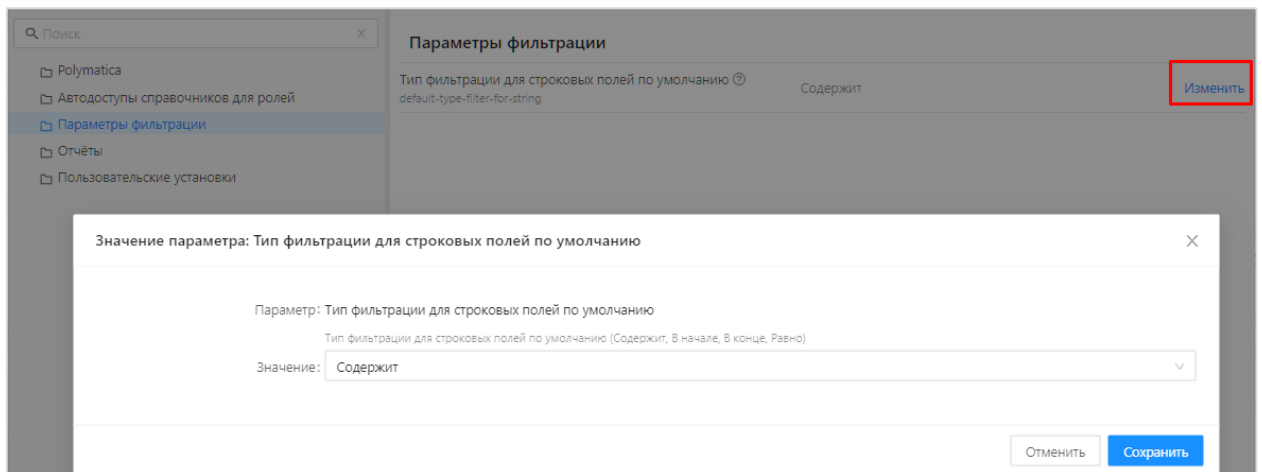 Поиск
Polymatica
Автодоступы справочников для ролей
Параметры фильтрации
Отчёты
Пользовательские установки
Параметры фильтрации
Тип фильтрации для строковых полей по умолчанию
default-type-filter-for-string
Содержит
Изменить
Значение параметра: Тип фильтрации для строковых полей по умолчанию
Параметр: Тип фильтрации для строковых полей по умолчанию
Тип фильтрации для строковых полей по умолчанию (Содержит, В начале, В конце, Равно)
Значение: Содержит
Отменить
Сохранить